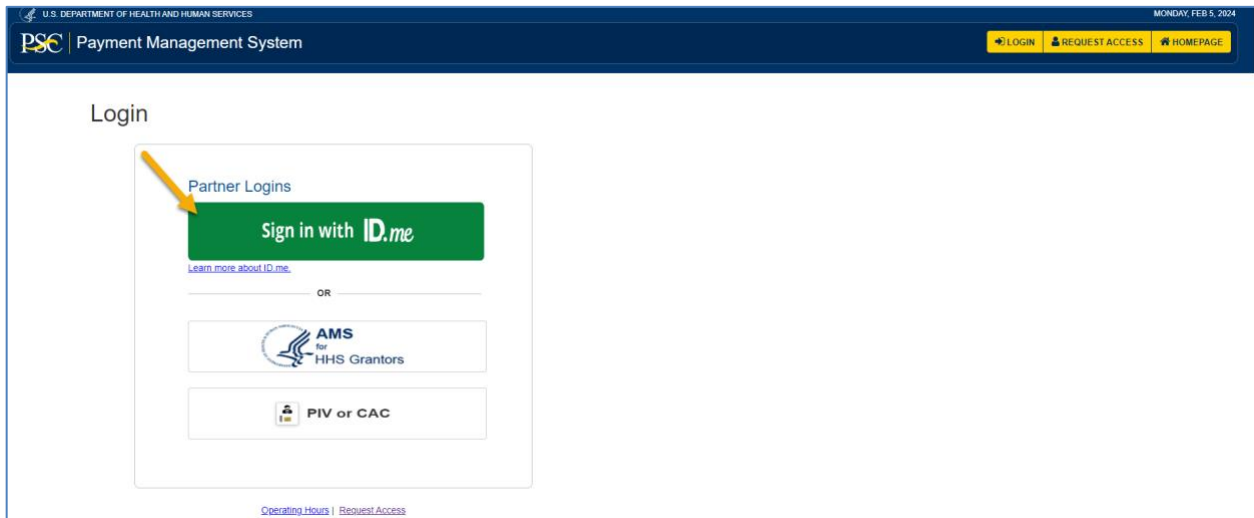 U.S. DEPARTMENT OF HEALTH AND HUMAN SERVICES
MONDAY, FEB 5, 2024
PSC | Payment Management System
LOGIN
REQUEST ACCESS
HOMEPAGE
Login
Partner Logins
Sign in with ID.me
Learn more about ID.me.
OR
AMS
for
HHS Grantors
PIV or CAC
Operating Hours | Request Access